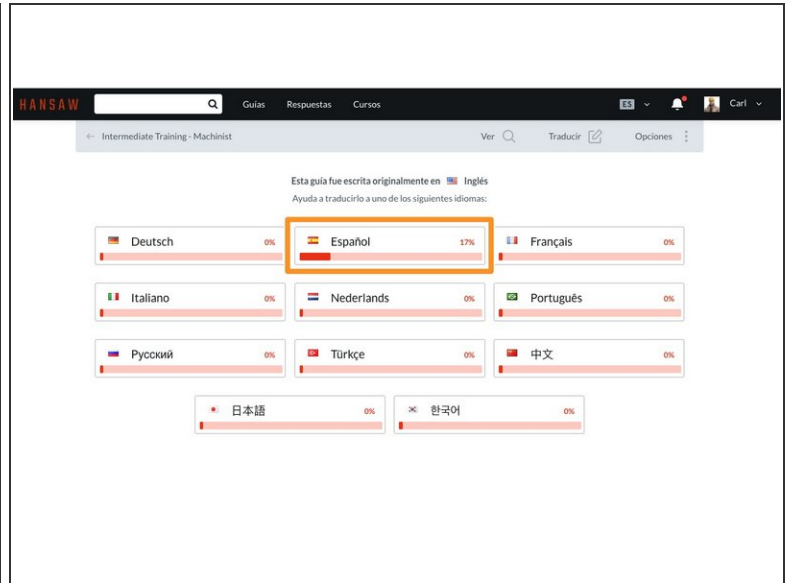 HANSAW Guías Respuestas Cursos ES Carl
← Intermediate Training - Machinist Ver Traducir Opciones
Esta guía fue escrita originalmente en Inglés
Ayuda a traducirlo a uno de los siguientes idiomas:
Deutsch 0% Español 17% Français 0%
Italiano 0% Nederlands 0% Português 0%
Русский 0% Türkçe 0% 中文 0%
日本語 0% 한국어 0%